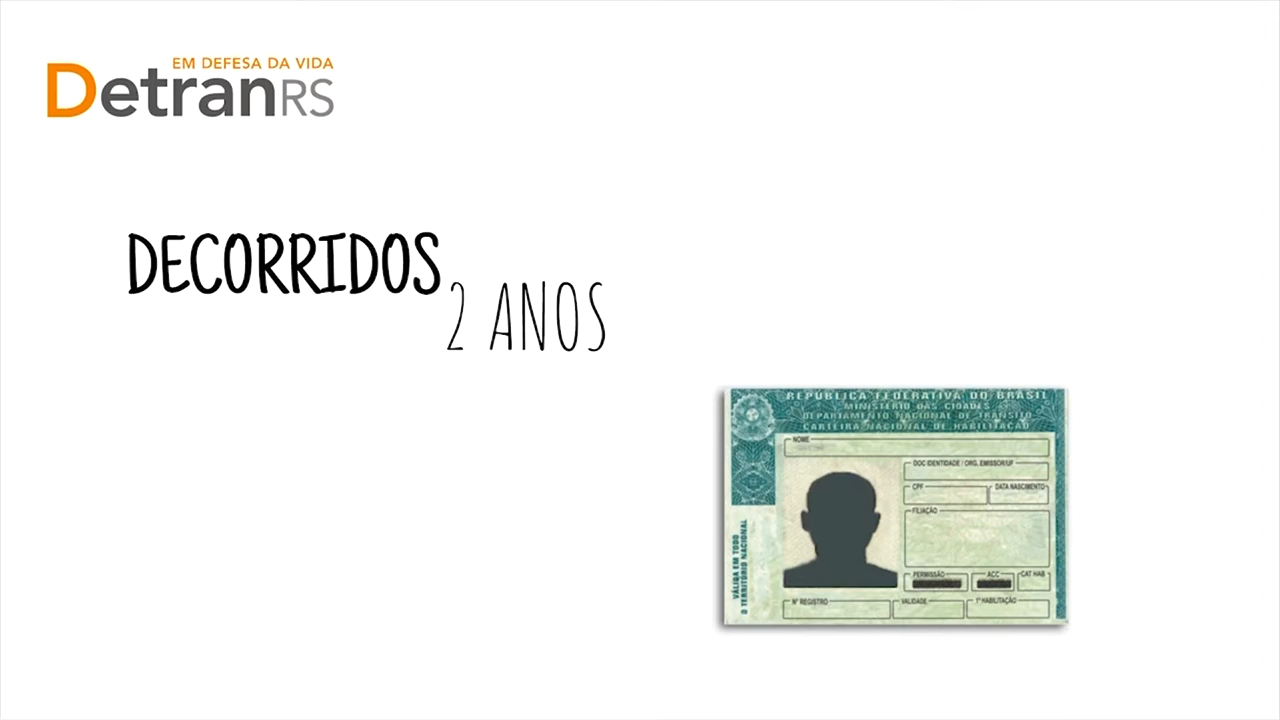 EM DEFESA DA VIDA
DetranRS
DECORRIDOS
2 ANOS
REPÚBLICA FEDERATIVA DO BRASIL
MINISTÉRIO DAS CIDADES
DEPARTAMENTO NACIONAL DE TRÂNSITO
CARTEIRA NACIONAL DE HABILITAÇÃO
NOME
DOC IDENTIDADE / ORG. EMISSOR/UF
CPF DATA NASCIMENTO
FILIAÇÃO
PERMISSÃO ACC CAT HAB
Nº REGISTRO VALIDADE 1ª HABILITAÇÃO
VÁLIDA EM TODO
O TERRITÓRIO NACIONAL